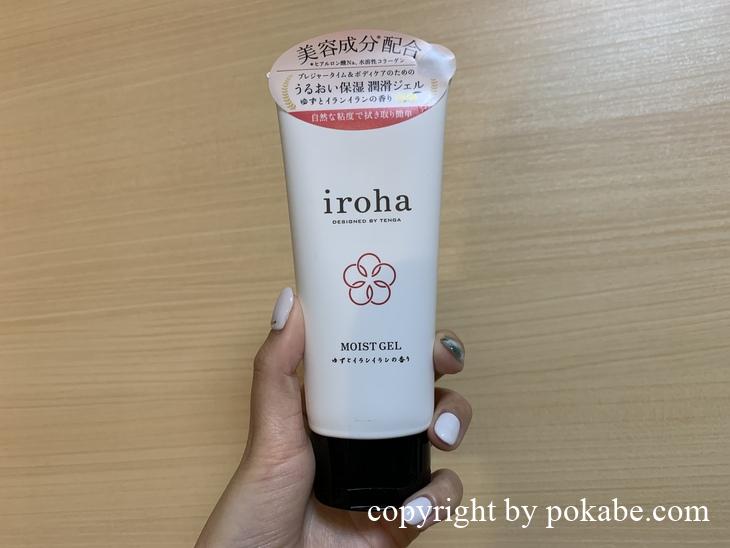 美容成分*配合
*ヒアルロン酸Na、水溶性コラーゲン
プレジャータイム&ボディケアのための
うるおい保湿 潤滑ジェル
ゆずとイランイランの香り
自然な粘度で拭き取り簡単
iroha
DESIGNED BY TENGA
MOIST GEL
ゆずとイランイランの香り
copyright by pokabe.com